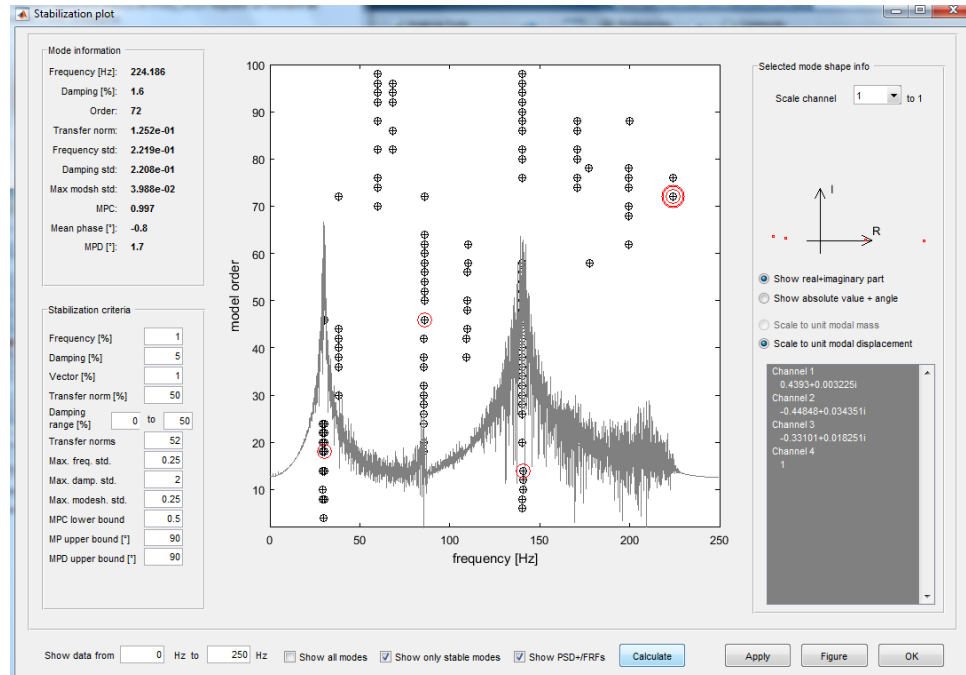 Stabilization plot
Mode information
Frequency [Hz]: 224.186
Damping [%]: 1.6
Order: 72
Transfer norm: 1.252e-01
Frequency std: 2.219e-01
Damping std: 2.208e-01
Max modsh std: 3.988e-02
MPC: 0.997
Mean phase [°]: -0.8
MPD [°]: 1.7
Stabilization criteria
Frequency [%] 1
Damping [%] 5
Vector [%] 1
Transfer norm [%] 50
Damping
range [%] 0 to 50
Transfer norms 52
Max. freq. std. 0.25
Max. damp. std. 2
Max. modesh. std. 0.25
MPC lower bound 0.5
MP upper bound [°] 90
MPD upper bound [°] 90
100
90
80
70
60
50
40
30
20
10
model order
0 50 100 150 200 250
frequency [Hz]
Selected mode shape info
Scale channel 1 to 1
I
R
Show real+imaginary part
Show absolute value + angle
Scale to unit modal mass
Scale to unit modal displacement
Channel 1
0.4393+0.003225i
Channel 2
-0.44848+0.034351i
Channel 3
-0.33101+0.018251i
Channel 4
1
Show data from 0 Hz to 250 Hz Show all modes Show only stable modes Show PSD+/FRFs Calculate Apply Figure OK